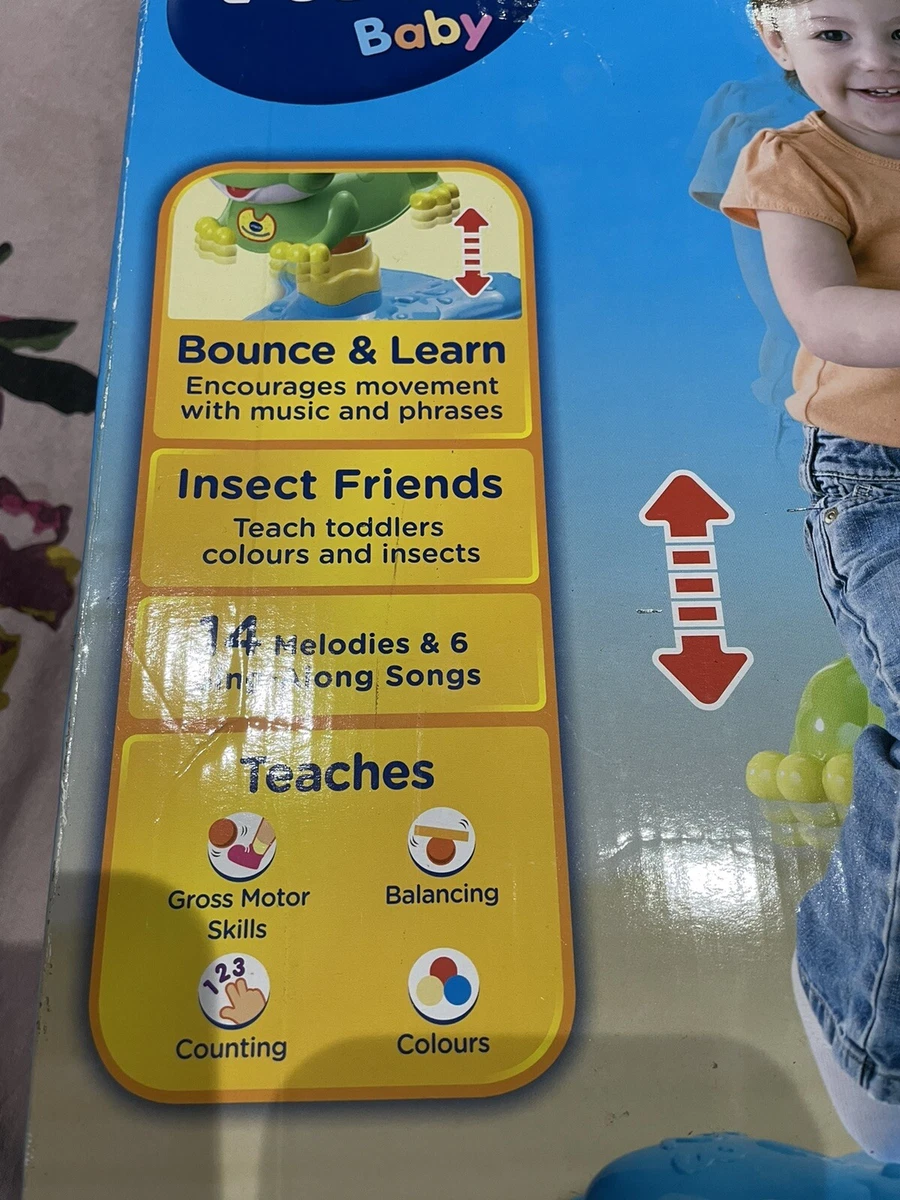 Baby
Bounce & Learn
Encourages movement
with music and phrases
Insect Friends
Teach toddlers
colours and insects
14 Melodies & 6
Along Songs
Teaches
Gross Motor
Skills
Balancing
123
Counting
Colours